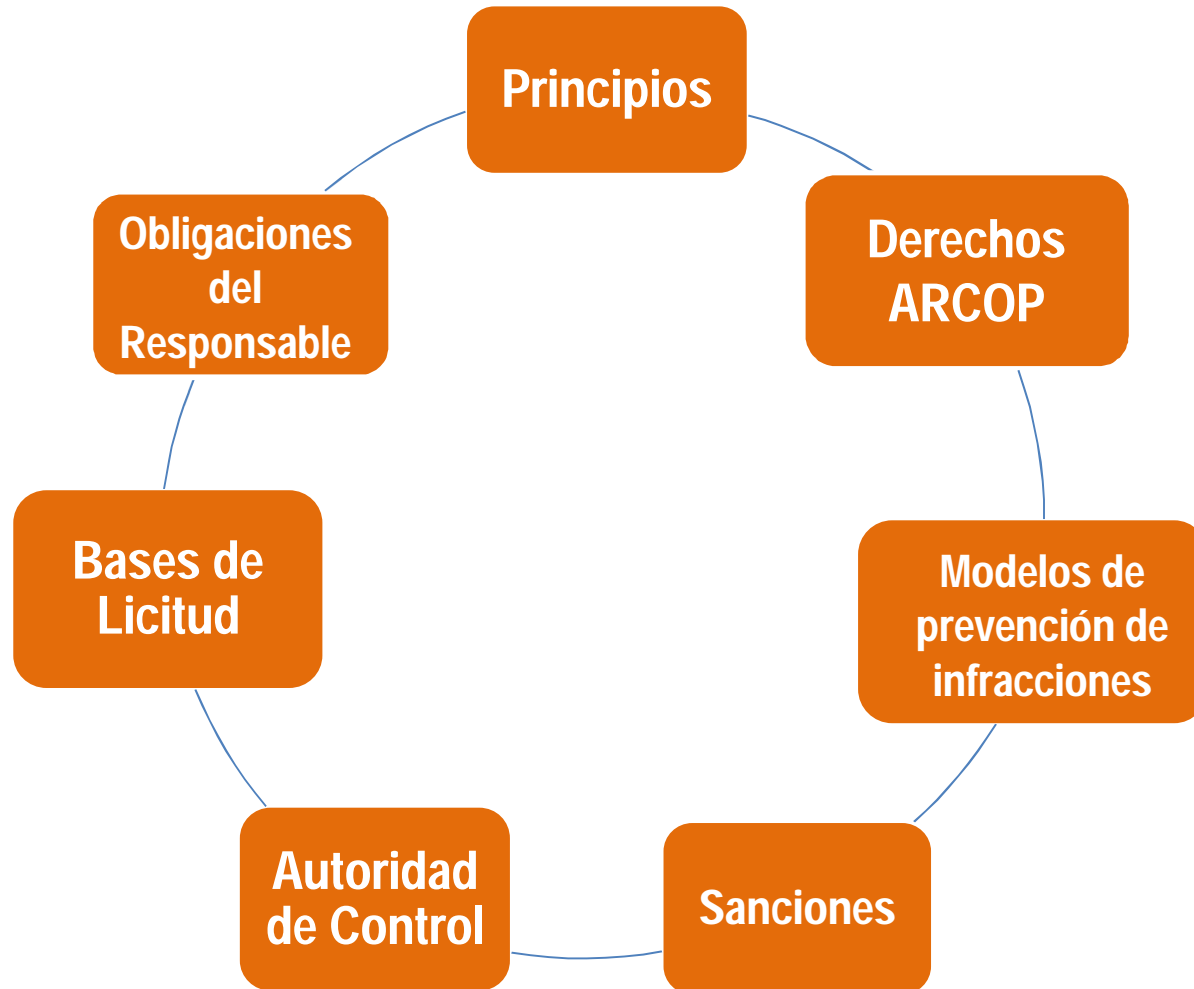 Principios
Derechos
ARCOP
Modelos de
prevención de
infracciones
Sanciones
Autoridad
de Control
Bases de
Licitud
Obligaciones
del
Responsable